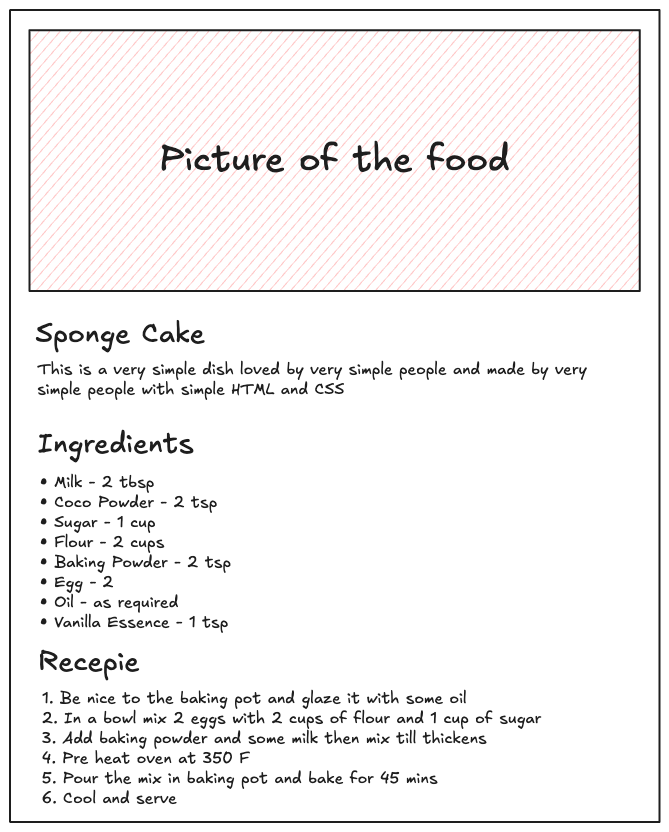 Picture of the food
Sponge Cake
This is a very simple dish loved by very simple people and made by very
simple people with simple HTML and CSS
Ingredients
• Milk - 2 tbsp
• Coco Powder - 2 tsp
• Sugar - 1 cup
• Flour - 2 cups
• Baking Powder - 2 tsp
• Egg - 2
• Oil - as required
• Vanilla Essence - 1 tsp
Recepie
1. Be nice to the baking pot and glaze it with some oil
2. In a bowl mix 2 eggs with 2 cups of flour and 1 cup of sugar
3. Add baking powder and some milk then mix till thickens
4. Pre heat oven at 350 F
5. Pour the mix in baking pot and bake for 45 mins
6. Cool and serve